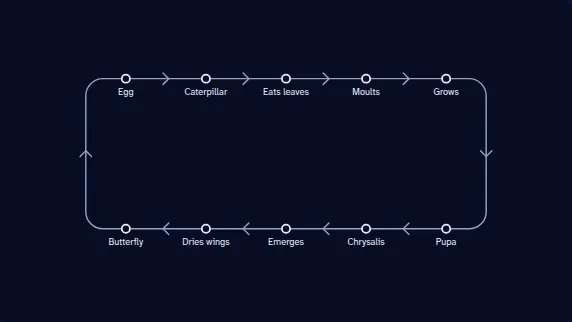 Egg
Caterpillar
Eats leaves
Moults
Grows
Butterfly
Dries wings
Emerges
Chrysalis
Pupa